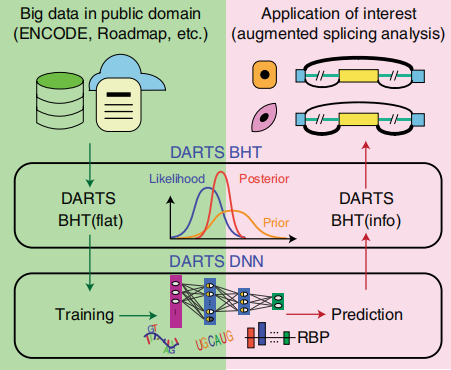 Big data in public domain
(ENCODE, Roadmap, etc.)
Application of interest
(augmented splicing analysis)
DARTS BHT
DARTS
BHT(flat)
Likelihood
Posterior
Prior
DARTS
BHT(info)
DARTS DNN
Training
Prediction
UGCAUG
RBP